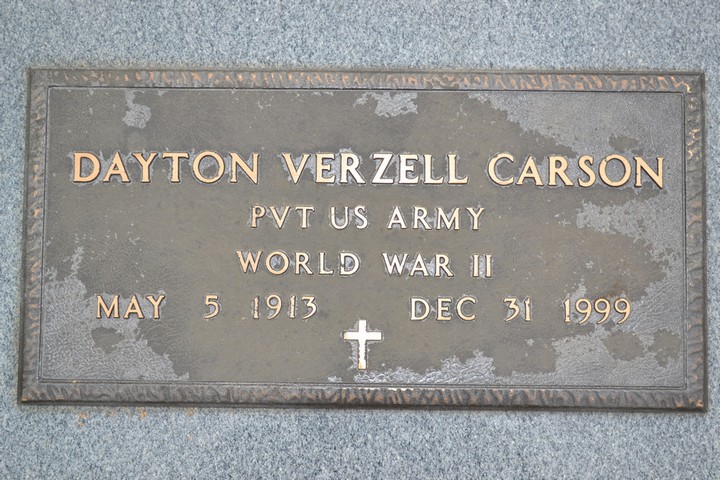 DAYTON VERZELL CARSON
PVT US ARMY
WORLD WAR II
MAY 5 1913 DEC 31 1999